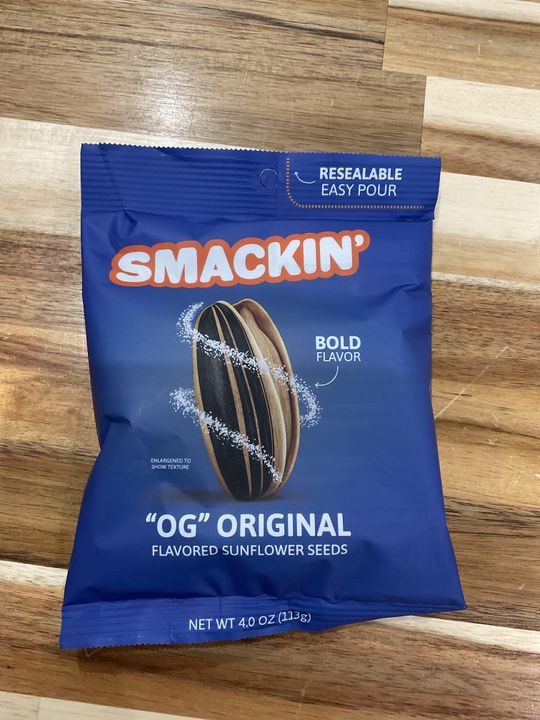 RESEALABLE
EASY POUR
SMACKIN'
BOLD
FLAVOR
ENLARGENED TO
SHOW TEXTURE
“OG” ORIGINAL
FLAVORED SUNFLOWER SEEDS
NET WT 4.0 OZ (113g)